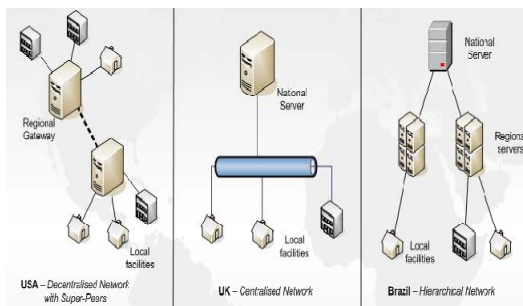 Regional
Gateway
Local
facilities
USA – Decentralised Network
with Super-Peers
National
Server
Local
facilities
UK – Centralised Network
National
Server
Regional
servers
Local
facilities
Brazil – Hierarchical Network